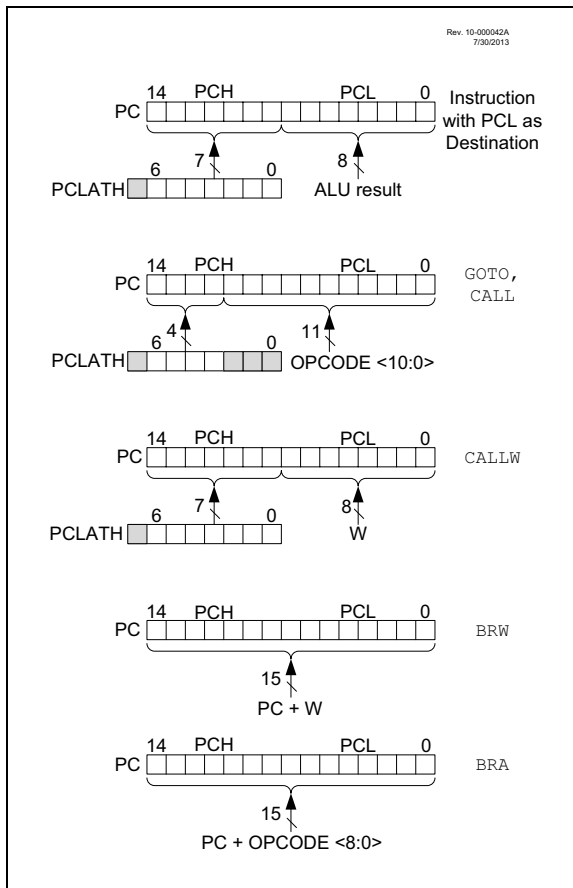 Rev. 10-000042A
7/30/2013
14 PCH PCL 0
PC
Instruction
with PCL as
Destination
6 7 0 8
PCLATH ALU result
14 PCH PCL 0
PC
GOTO,
CALL
6 4 0 11
PCLATH OPCODE <10:0>
14 PCH PCL 0
PC CALLW
6 7 0 8
PCLATH W
14 PCH PCL 0
PC BRW
15
PC + W
14 PCH PCL 0
PC BRA
15
PC + OPCODE <8:0>